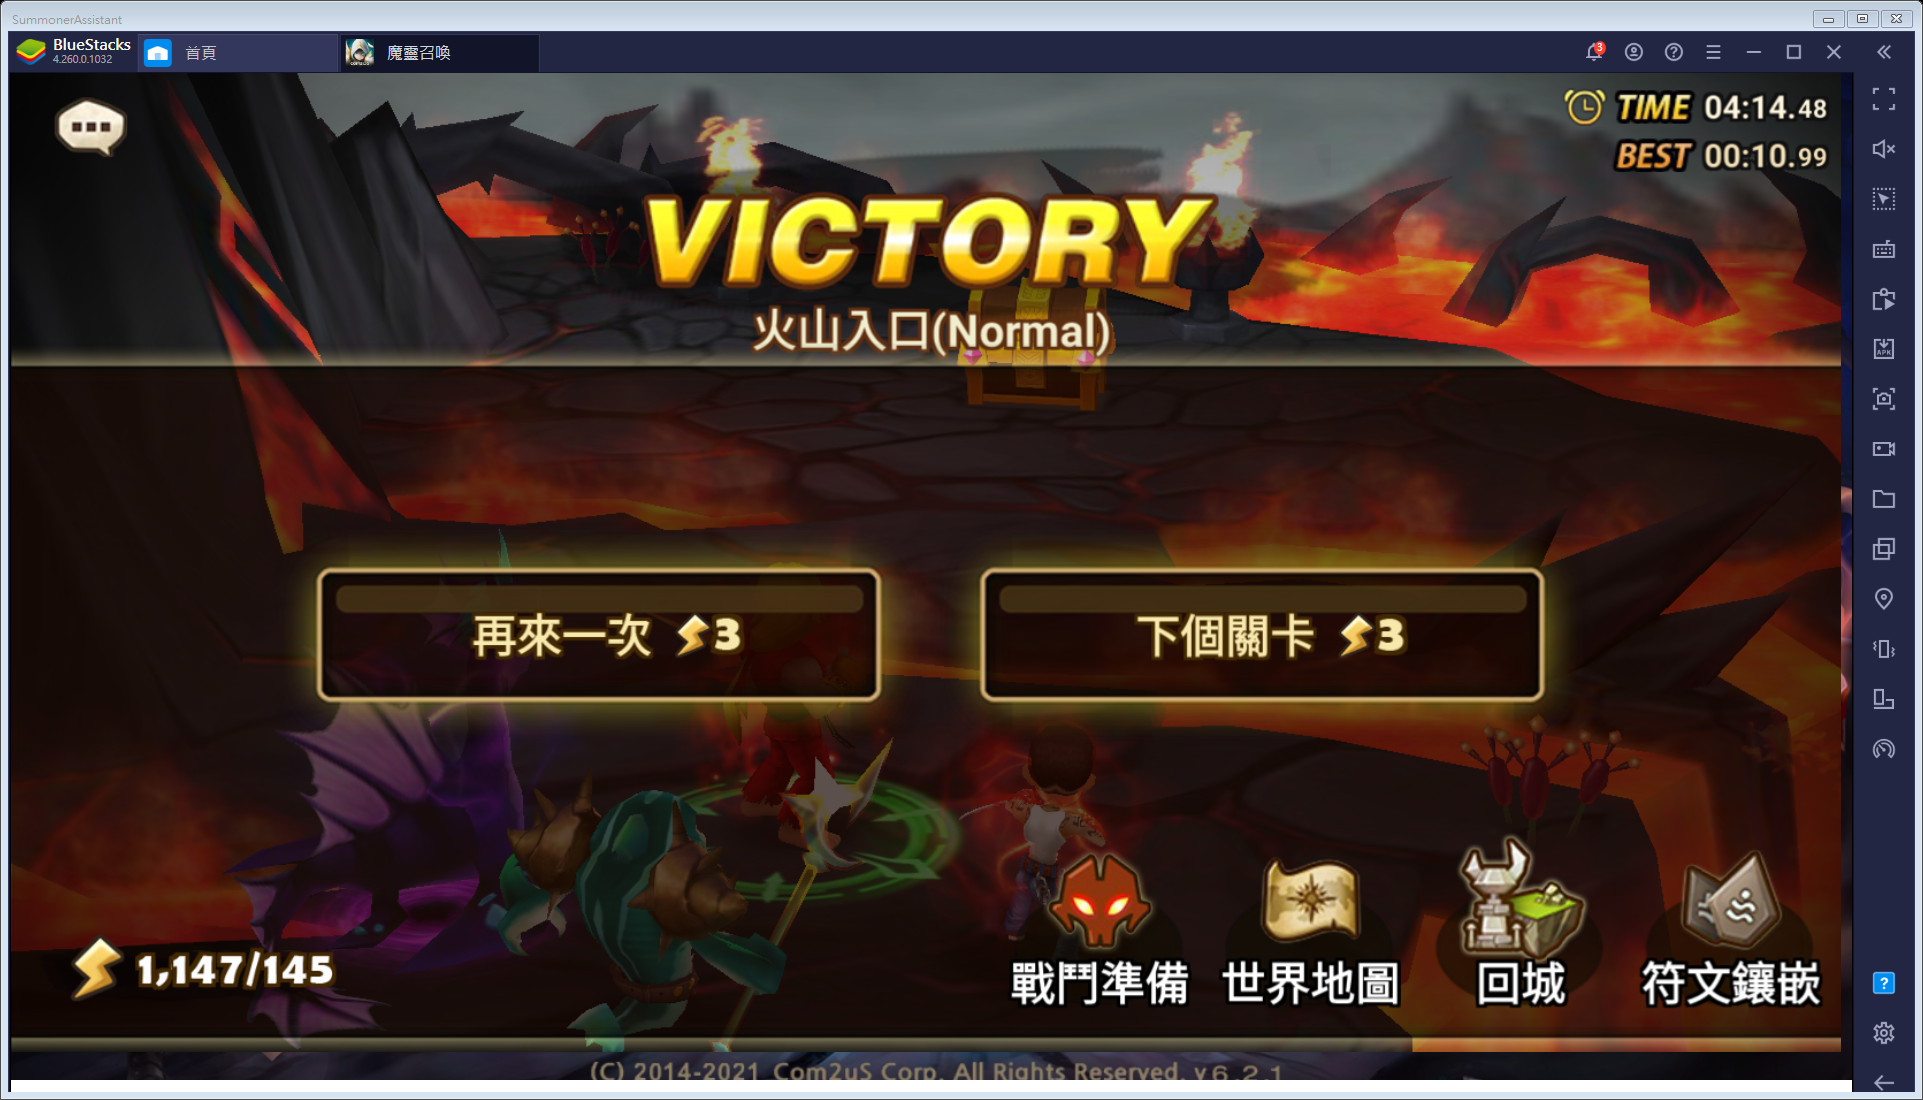 SummonerAssistant
BlueStacks
4.260.0.1032
首頁
魔靈召喚
3
TIME 04:14.48
BEST 00:10.99
VICTORY
火山入口(Normal)
APK
再來一次 3
下個關卡 3
1,147/145
戰鬥準備
世界地圖
回城
符文鑲嵌
?
(C) 2014-2021 Com2uS Corp. All Rights Reserved. v 6.2.1